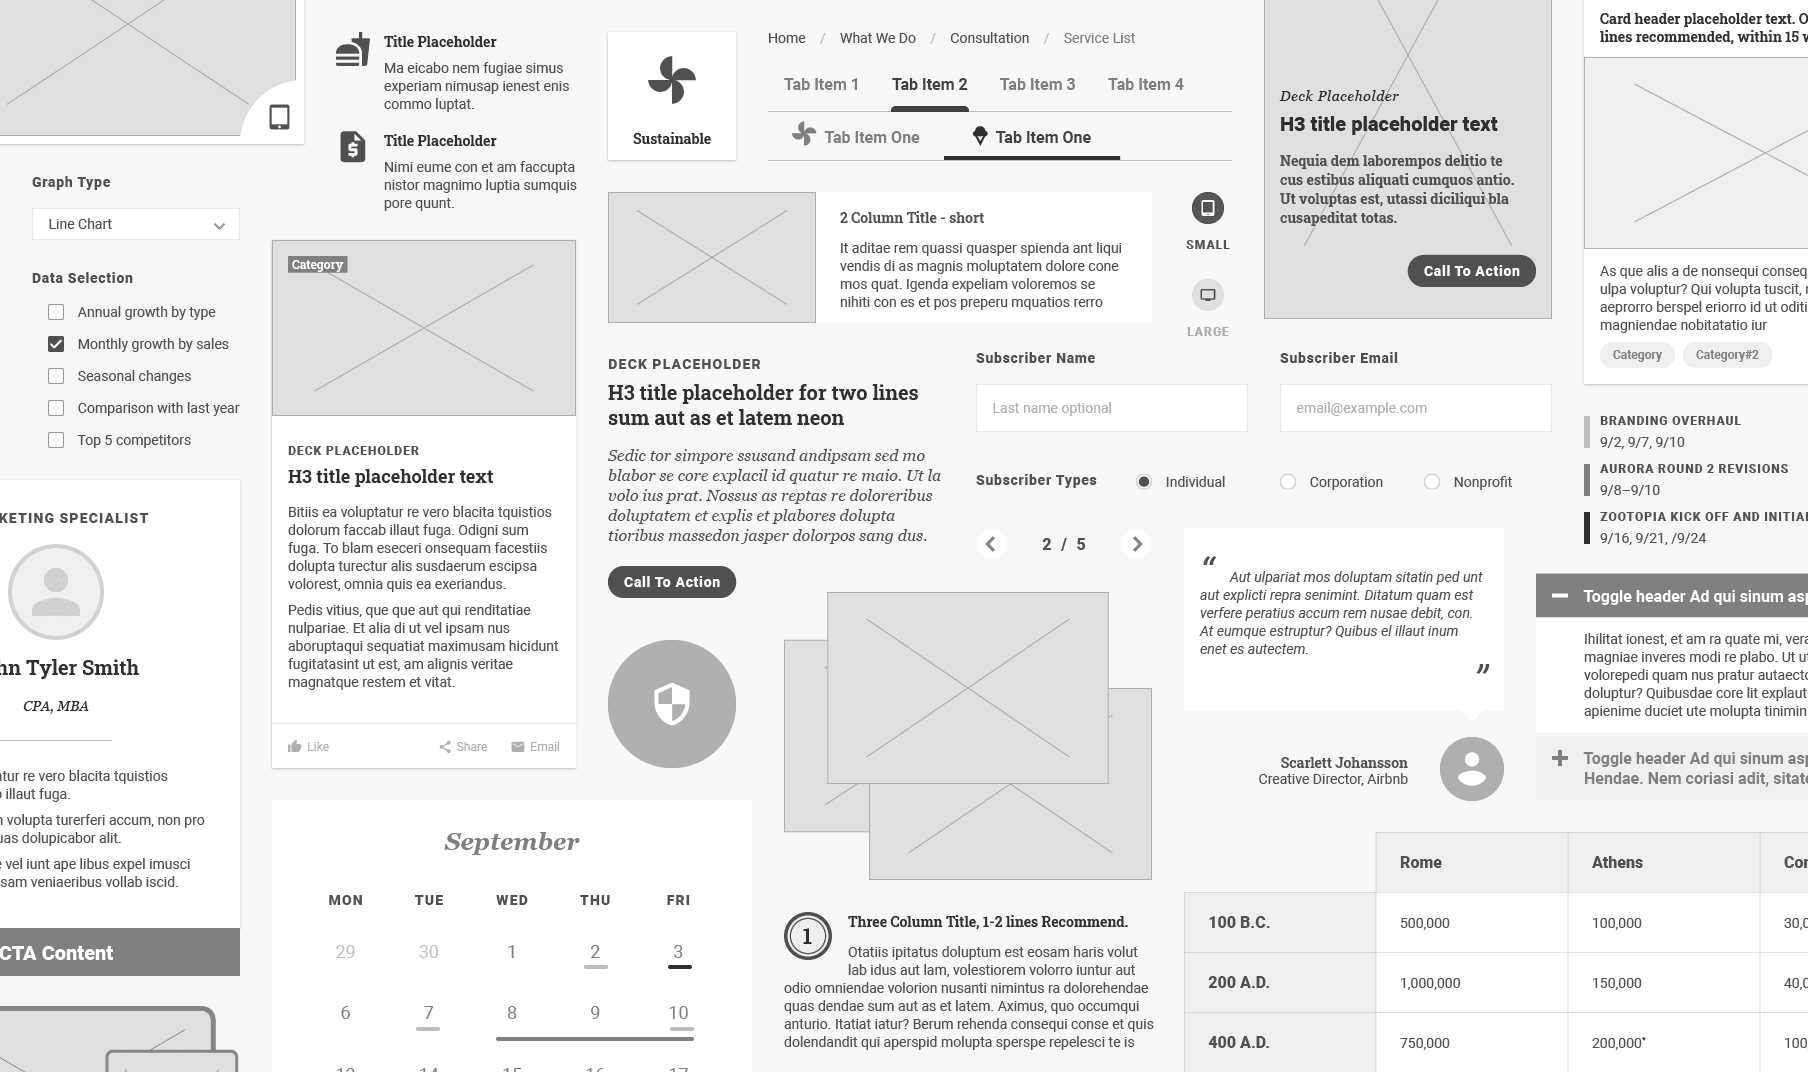 Graph Type
Line Chart
Data Selection
Annual growth by type
Monthly growth by sales
Seasonal changes
Comparison with last year
Top 5 competitors
SPECIALIST
Tyler Smith
CPA, MBA
re vero blacita tquistios
illaut fuga.
volupta turerferi accum, non pro
dolupicabor alit.
vel iunt ape libus expel imusci
veniaeribus vollab iscid.
CTA Content
Title Placeholder
Ma eicabo nem fugiae simus
experiam nimusap ienest enis
commo luptat.
Title Placeholder
Nimi eume con et am faccupta
nistor magnimo luptia sumquis
pore quunt.
Category
DECK PLACEHOLDER
H3 title placeholder text
Bitiis ea voluptatur re vero blacita tquistios
dolorum faccab illaut fuga. Odigni sum
fuga. To blam eseceri onsequam facestiis
dolupta turectur alis susdaerum escipsa
volorest, omnia quis ea exeriandus.
Pedis vitius, que que aut qui renditatiae
nulpariae. Et alia di ut vel ipsam nus
aboruptaqui sequatiat maximusam hicidunt
fugitatasint ut est, am alignis veritae
magnatque restem et vitat.
Like
Share
Email
September
MON TUE WED THU FRI
29 30 1 2 3
6 7 8 9 10
13 14 15 16 17
Sustainable
Home / What We Do / Consultation / Service List
Tab Item 1 Tab Item 2 Tab Item 3 Tab Item 4
Tab Item One Tab Item One
2 Column Title - short
It aditae rem quassi quasper spienda ant liqui
vendis di as magnis moluptatem dolore cone
mos quat. Igenda expeliam voloremos se
nihiti con es et pos preperu mquatios rerro
SMALL
LARGE
DECK PLACEHOLDER
H3 title placeholder for two lines
sum aut as et latem neon
Sedic tor simpore ssusand andipsam sed mo
blabor se core explacil id quatur re maio. Ut la
volo ius prat. Nossus as reptas re doloreribus
doluptatem et explis et plabores dolupta
tioribus massedon jasper dolorpos sang dus.
Call To Action
Subscriber Name
Last name optional
Subscriber Email
email@example.com
Subscriber Types
Individual
Corporation
Nonprofit
2 / 5
“ Aut ulpariat mos doluptam sitatin ped unt
aut explicti repra senimint. Ditatum quam est
verfere peratius accum rem nusae debit, con.
At eumque estruptur? Quibus el illaut inum
enet es autectem. ”
Scarlett Johansson
Creative Director, Airbnb
1
Three Column Title, 1-2 lines Recommend.
Otatiis ipitatus doluptum est eosam haris volut
lab idus aut lam, volestiorem volorro iuntur aut
odio omniendae volorion nusanti nimintus ra dolorehendae
quas dendae sum aut as et latem. Aximus, quo occumqui
anturio. Itatiat iatur? Berum rehenda consequi conse et quis
dolendandit qui aperspid molupta sperspe repelesci te is
Deck Placeholder
H3 title placeholder text
Nequia dem laborempos delitio te
cus estibus aliquati cumquos antio.
Ut voluptas est, utassi diciliqui bla
cusapeditat totas.
Call To Action
Card header placeholder text.
lines recommended, within 15
As que alis a de nonsequi
ulpa voluptur? Qui volupta tuscit,
aeprorro berspel eriorro id ut
magniendae nobitatatio iur
Category
Category#2
BRANDING OVERHAUL
9/2, 9/7, 9/10
AURORA ROUND 2 REVISIONS
9/8–9/10
ZOOTOPIA KICK OFF AND
9/16, 9/21, /9/24
Toggle header Ad qui sinum
Ihilitat ionest, et am ra quate mi,
magniae inveres modi re plabo. Ut
volorepedi quam nus pratur
doluptur? Quibusdae core lit
apienime duciet ute molupta
Toggle header Ad qui sinum
Hendae. Nem coriasi adit,
Rome Athens
100 B.C. 500,000 100,000
200 A.D. 1,000,000 150,000
400 A.D. 750,000 200,000*